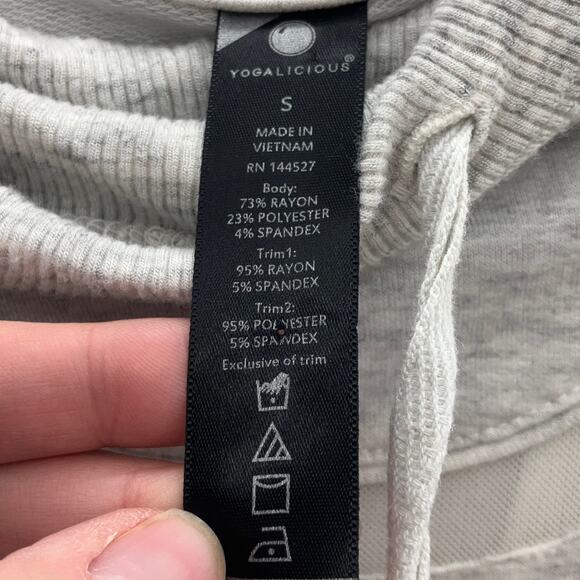 YOGALICIOUS®
S
MADE IN
VIETNAM
RN 144527
Body:
73% RAYON
23% POLYESTER
4% SPANDEX
Trim1:
95% RAYON
5% SPANDEX
Trim2:
95% POLYESTER
5% SPANDEX
Exclusive of trim